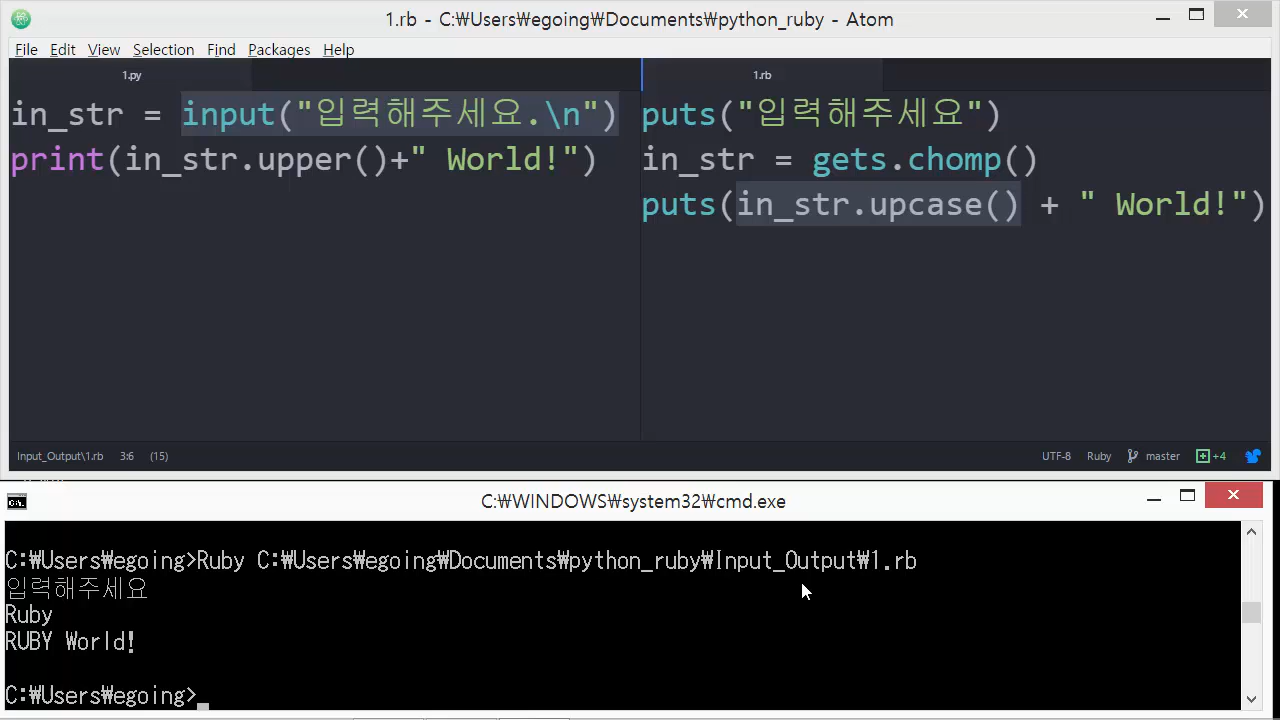 1.rb - C:₩Users₩egoing₩Documents₩python_ruby - Atom
File Edit View Selection Find Packages Help
1.py
in_str = input("입력해주세요.\n")
print(in_str.upper()+" World!")
1.rb
puts("입력해주세요")
in_str = gets.chomp()
puts(in_str.upcase() + " World!")
Input_Output\1.rb 3:6 (15) UTF-8 Ruby master +4
C:₩WINDOWS₩system32₩cmd.exe
C:₩Users₩egoing>Ruby C:₩Users₩egoing₩Documents₩python_ruby₩Input_Output₩1.rb
입력해주세요
Ruby
RUBY World!
C:₩Users₩egoing>